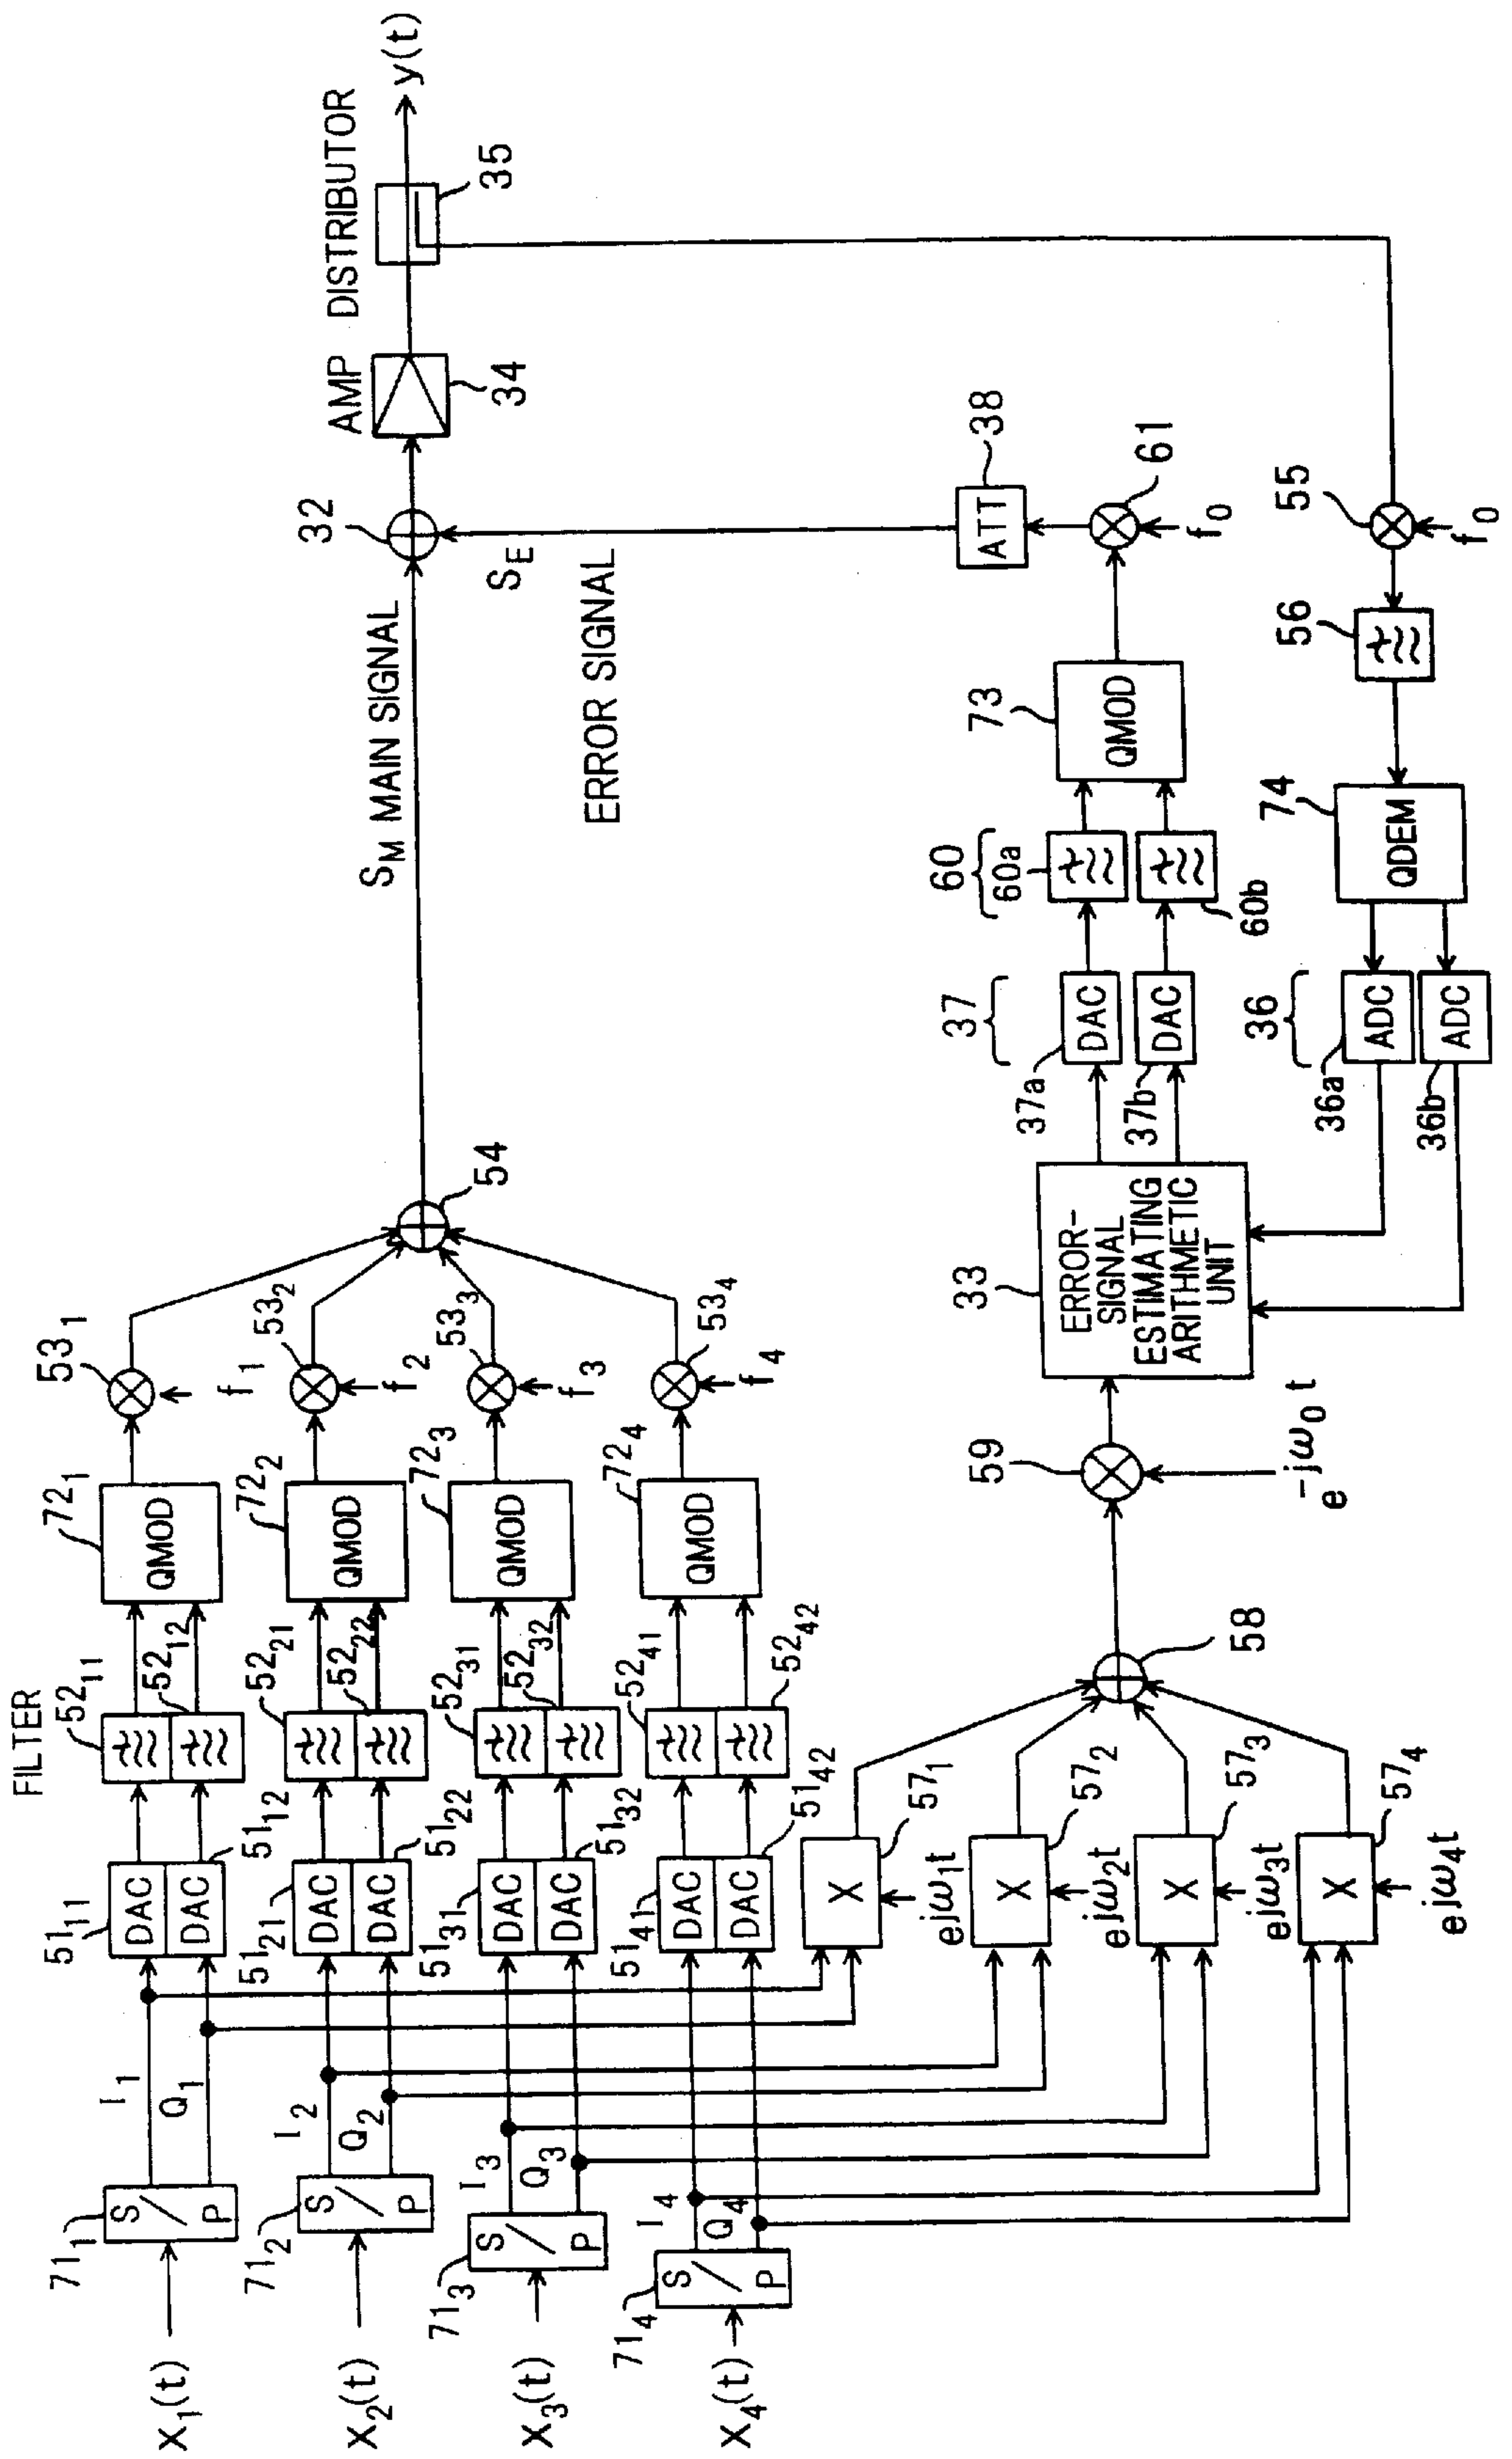 X1(t)
X2(t)
X3(t)
X4(t)
71₁
S/P
71₂
S/P
71₃
S/P
71₄
S/P
I1
Q1
I2
Q2
I3
Q3
I4
Q4
51₁₁
DAC
DAC
51₁₂
51₂₁
DAC
DAC
51₂₂
51₃₁
DAC
DAC
51₃₂
51₄₁
DAC
DAC
51₄₂
FILTER
52₁₁
52₁₂
52₂₁
52₂₂
52₃₁
52₃₂
52₄₁
52₄₂
72₁
QMOD
72₂
QMOD
72₃
QMOD
72₄
QMOD
53₁
f1
53₂
f2
53₃
f3
53₄
f4
54
SM MAIN SIGNAL
32
SE
ERROR SIGNAL
AMP
34
DISTRIBUTOR
35
y(t)
X
57₁
ejω1t
X
57₂
ejω2t
X
57₃
ejω3t
X
57₄
ejω4t
58
59
e-jω0t
33
ERROR-
SIGNAL
ESTIMATING
ARITHMETIC
UNIT
37
37a
DAC
37b
DAC
60
60a
60b
73
QMOD
61
f0
38
ATT
36
36a
ADC
36b
ADC
74
QDEM
56
55
f0